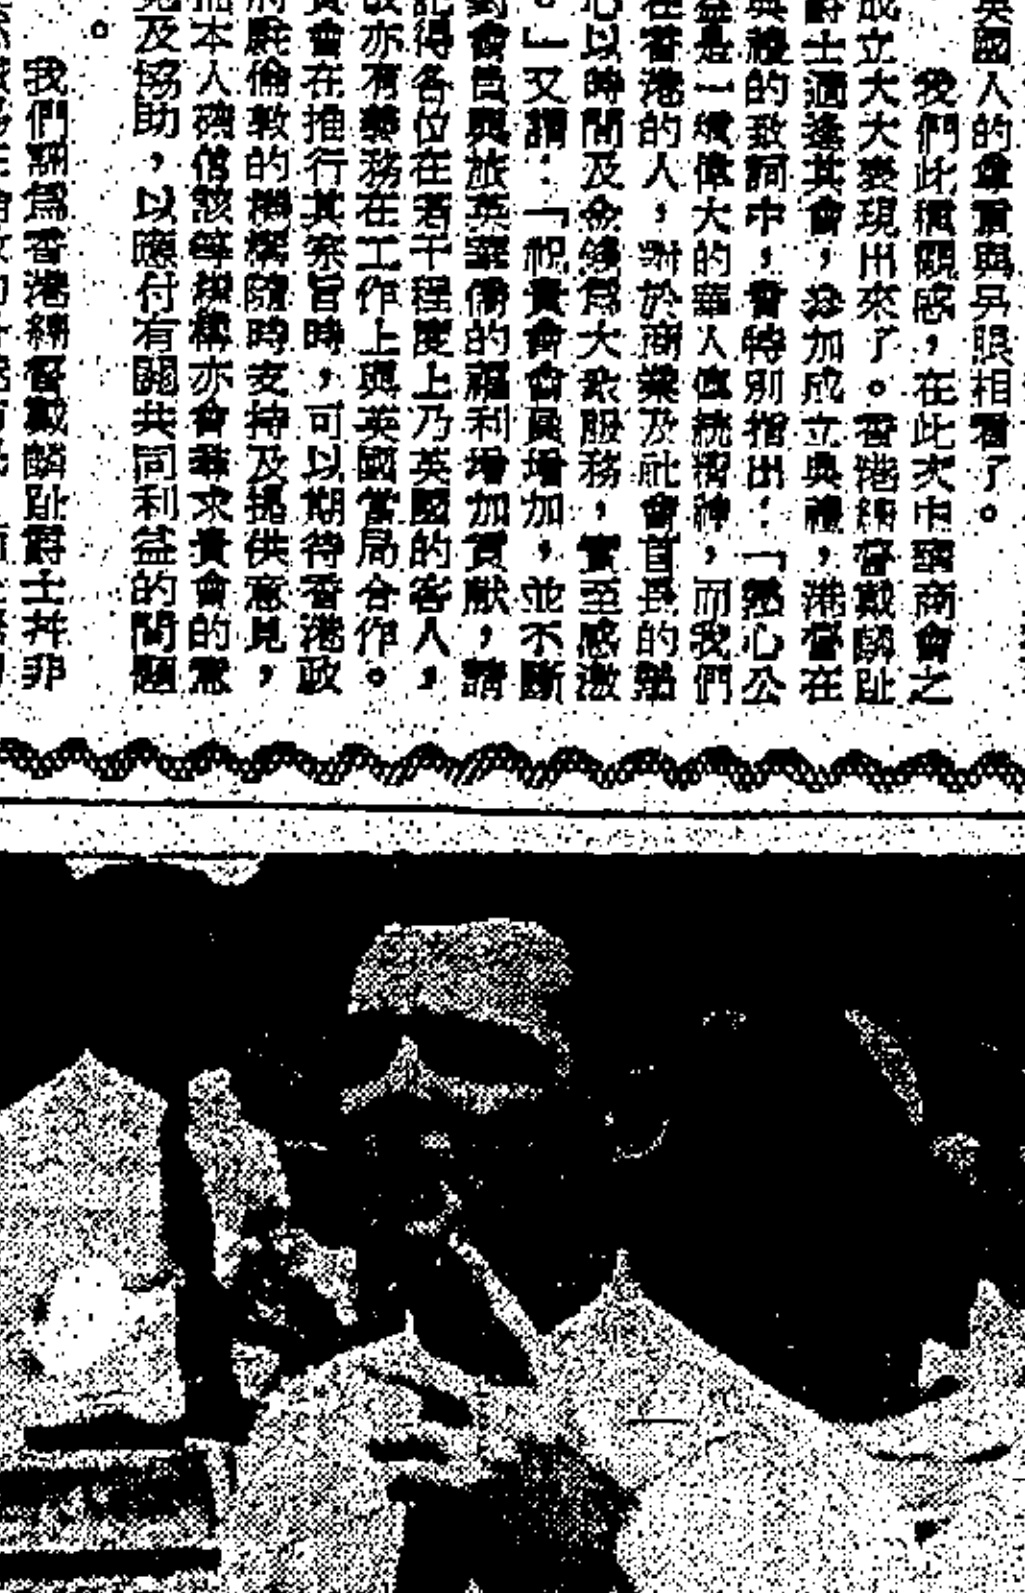 英國人的尊重與另眼相看了。
我們此種觀感，在此次中華商會之
成立大大表現出來了。香港總督戴麟趾
爵士適逢其會，參加成立典禮，港督在
典禮的致詞中，曾特別指出：「熱心公
益是一項偉大的華人傳統精神，而我們
在香港的人，對於商業及社會首長的
心以時間及金錢爲大衆服務，實至感激
。」又謂：「祝貴會會員增加，並不斷
對會員與旅英華僑的福利增加貢獻，請
記得各位在若干程度上乃英國的客人，
故亦有義務在工作上與英國當局合作。
貴會在推行其宗旨時，可以期待香港政
府駐倫敦的機構隨時支持及提供意見，
而本人確信該等機構亦會尋求貴會的意
見及協助，以應付有關共同利益的問題
。
我們認爲香港總督戴麟趾爵士幷非